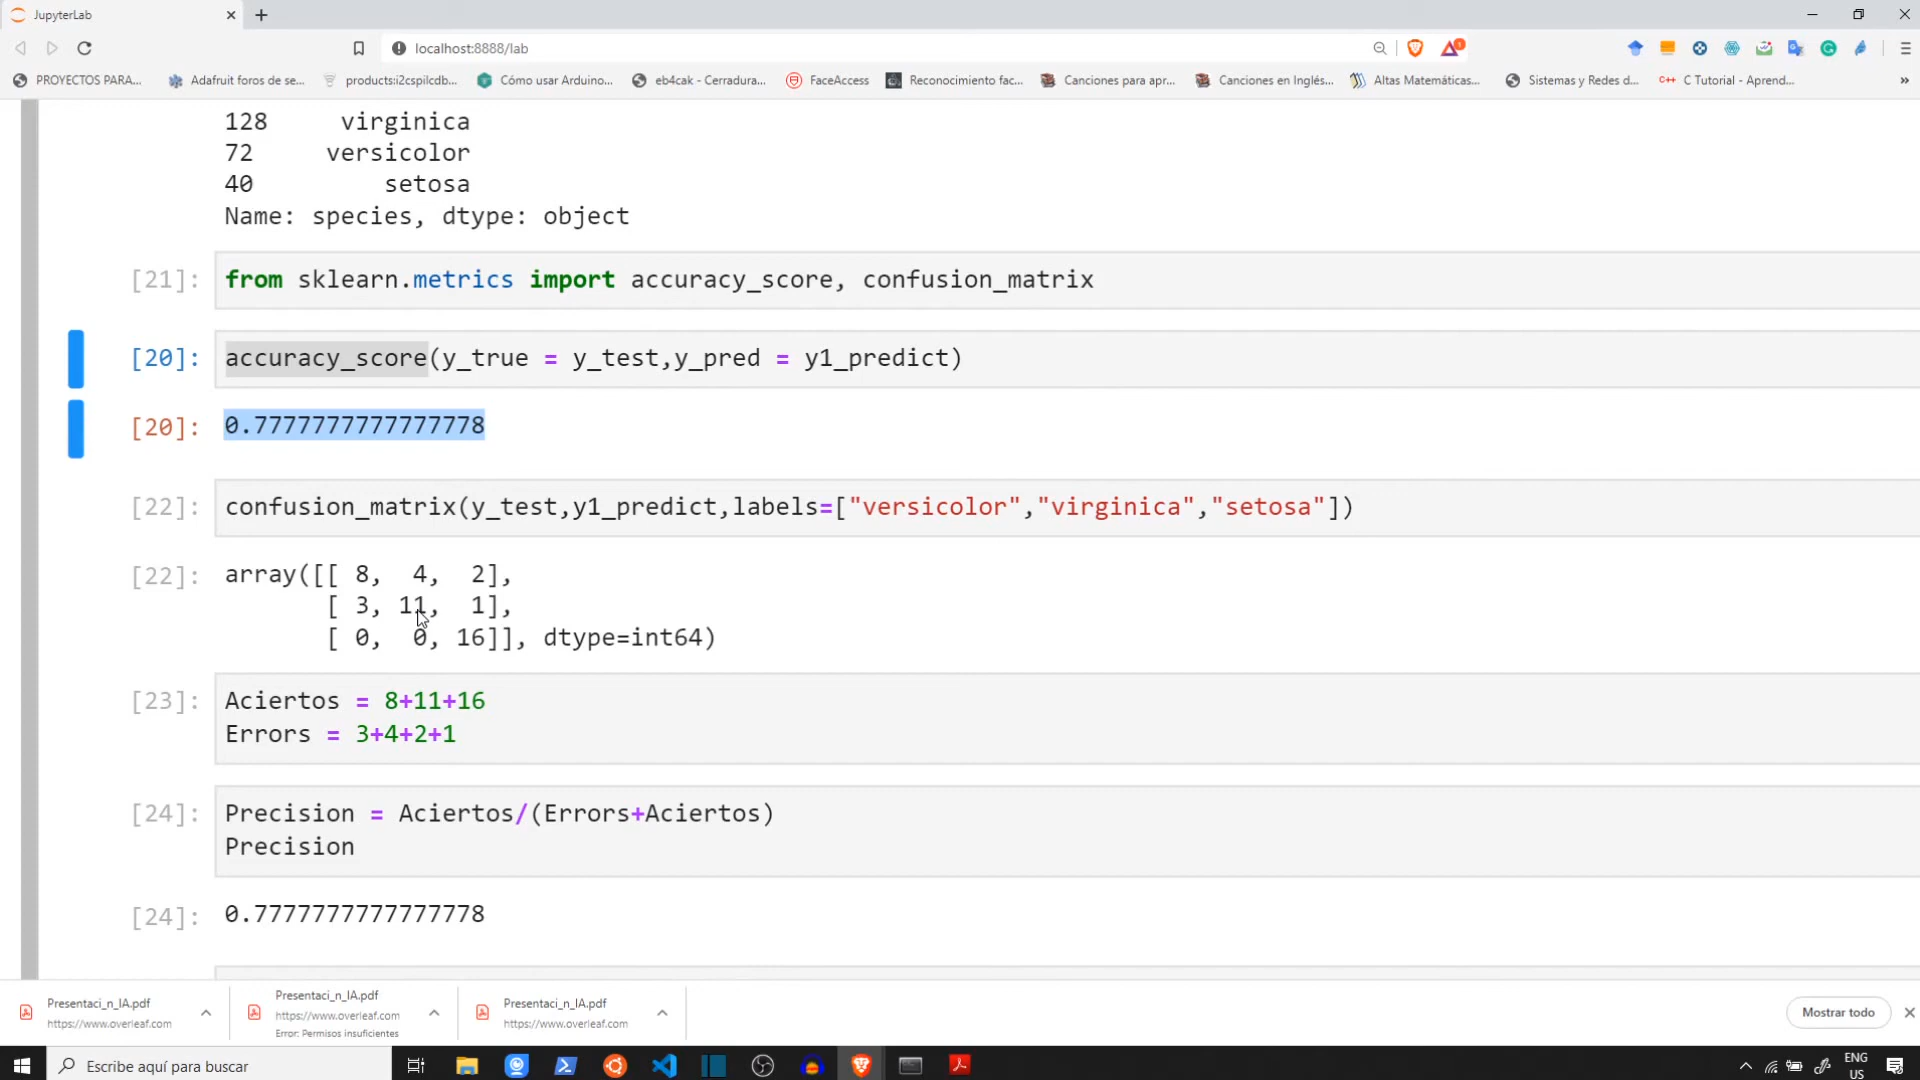 JupyterLab
localhost:8888/lab
PROYECTOS PARA...
Adafruit foros de se...
products:i2cspilcdb...
Cómo usar Arduino...
eb4cak - Cerradura...
FaceAccess
Reconocimiento fac...
Canciones para apr...
Canciones en Inglés...
Altas Matemáticas...
Sistemas y Redes d...
C++ C Tutorial - Aprend...
»
128 virginica
72 versicolor
40 setosa
Name: species, dtype: object
[21]: from sklearn.metrics import accuracy_score, confusion_matrix
[20]: accuracy_score(y_true = y_test,y_pred = y1_predict)
[20]: 0.7777777777777778
[22]: confusion_matrix(y_test,y1_predict,labels=["versicolor","virginica","setosa"])
[22]: array([[ 8, 4, 2],
[ 3, 11, 1],
[ 0, 0, 16]], dtype=int64)
[23]: Aciertos = 8+11+16
Errors = 3+4+2+1
[24]: Precision = Aciertos/(Errors+Aciertos)
Precision
[24]: 0.7777777777777778
Presentaci_n_IA.pdf
https://www.overleaf.com
Presentaci_n_IA.pdf
https://www.overleaf.com
Error: Permisos insuficientes
Presentaci_n_IA.pdf
https://www.overleaf.com
Mostrar todo
Escribe aquí para buscar
ENG
US